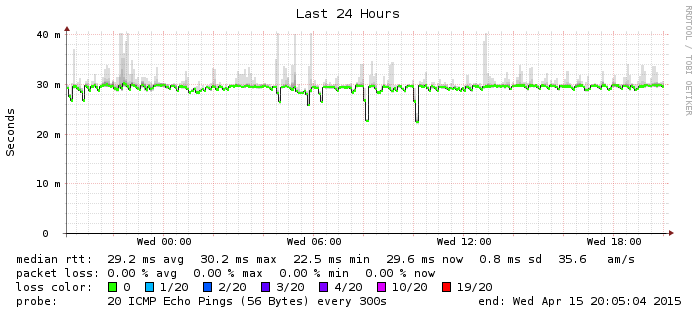 Last 24 Hours
RRDTOOL / TOBI OETIKER
Seconds
40 m
30 m
20 m
10 m
0
Wed 00:00 Wed 06:00 Wed 12:00 Wed 18:00
median rtt: 29.2 ms avg 30.2 ms max 22.5 ms min 29.6 ms now 0.8 ms sd 35.6 am/s
packet loss: 0.00 % avg 0.00 % max 0.00 % min 0.00 % now
loss color: 0 1/20 2/20 3/20 4/20 10/20 19/20
probe: 20 ICMP Echo Pings (56 Bytes) every 300s end: Wed Apr 15 20:05:04 2015